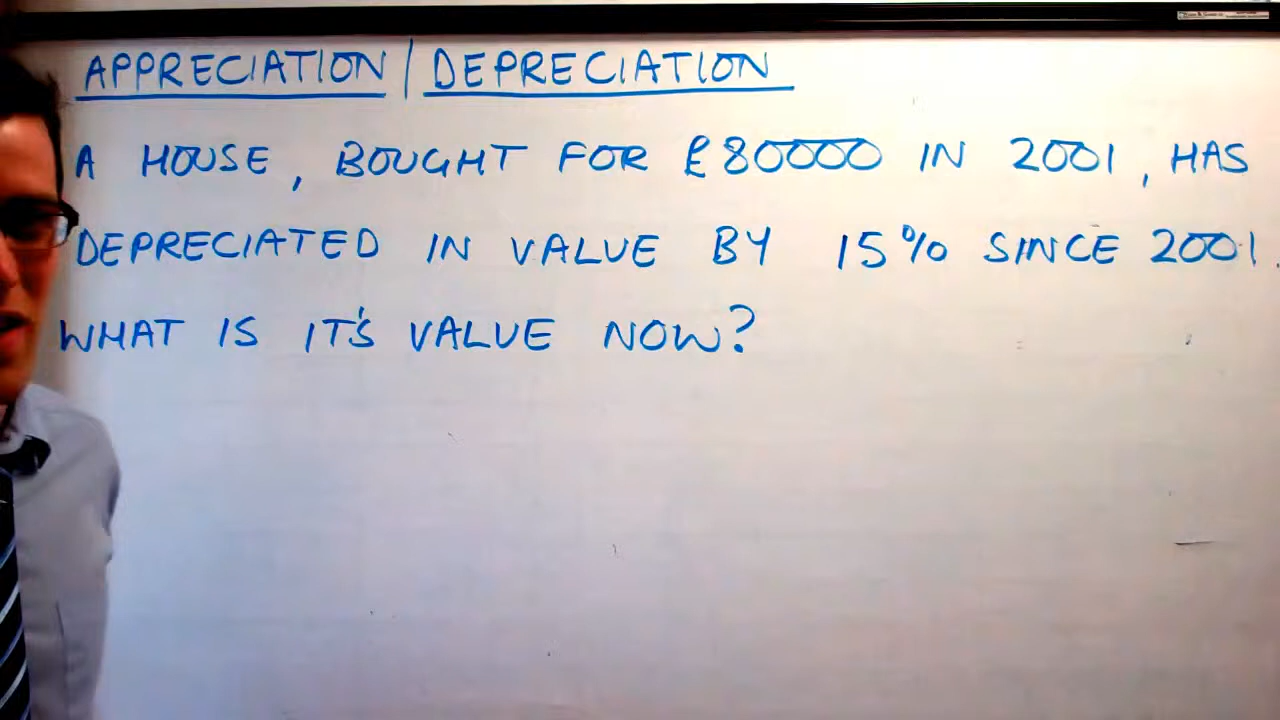 APPRECIATION/DEPRECIATION
A HOUSE, BOUGHT FOR £80000 IN 2001, HAS
DEPRECIATED IN VALUE BY 15% SINCE 2001.
WHAT IS IT'S VALUE NOW?